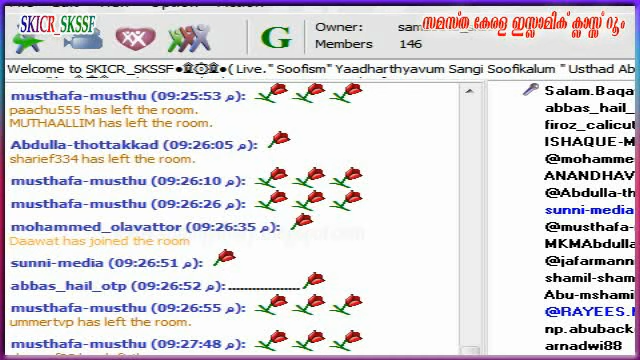 SKICR_SKSSF
സമസ്ത കേരള ഇസ്ലാമിക് ക്ലാസ്സ് റൂം
G
Owner:
Members 146
Welcome to SKICR_SKSSF●۩۞۩●( Live." Soofism" Yaadharthyavum Sangi Soofikalum " Usthad Ab
musthafa-musthu (09:25:53 م):
paachu555 has left the room.
MUTHAALLIM has left the room.
Abdulla-thottakkad (09:26:05 م):
sharief334 has left the room.
musthafa-musthu (09:26:10 م):
musthafa-musthu (09:26:26 م):
mohammed_olavattor (09:26:35 م):
Daawat has joined the room
sunni-media (09:26:51 م):
abbas_hail_otp (09:26:52 م):..................
musthafa-musthu (09:26:55 م):
ummertvp has left the room.
musthafa-musthu (09:27:48 م):
Salam.Baqa
abbas_hail_
firoz_calicut
ISHAQUE-M
@mohamme
ANANDHAV
@Abdulla-th
sunni-media
@musthafa-
MKMAbdulla
@jafarmann
shamil-sham
Abu-mshami
@RAYEES.M
np.abuback
arnadwi88